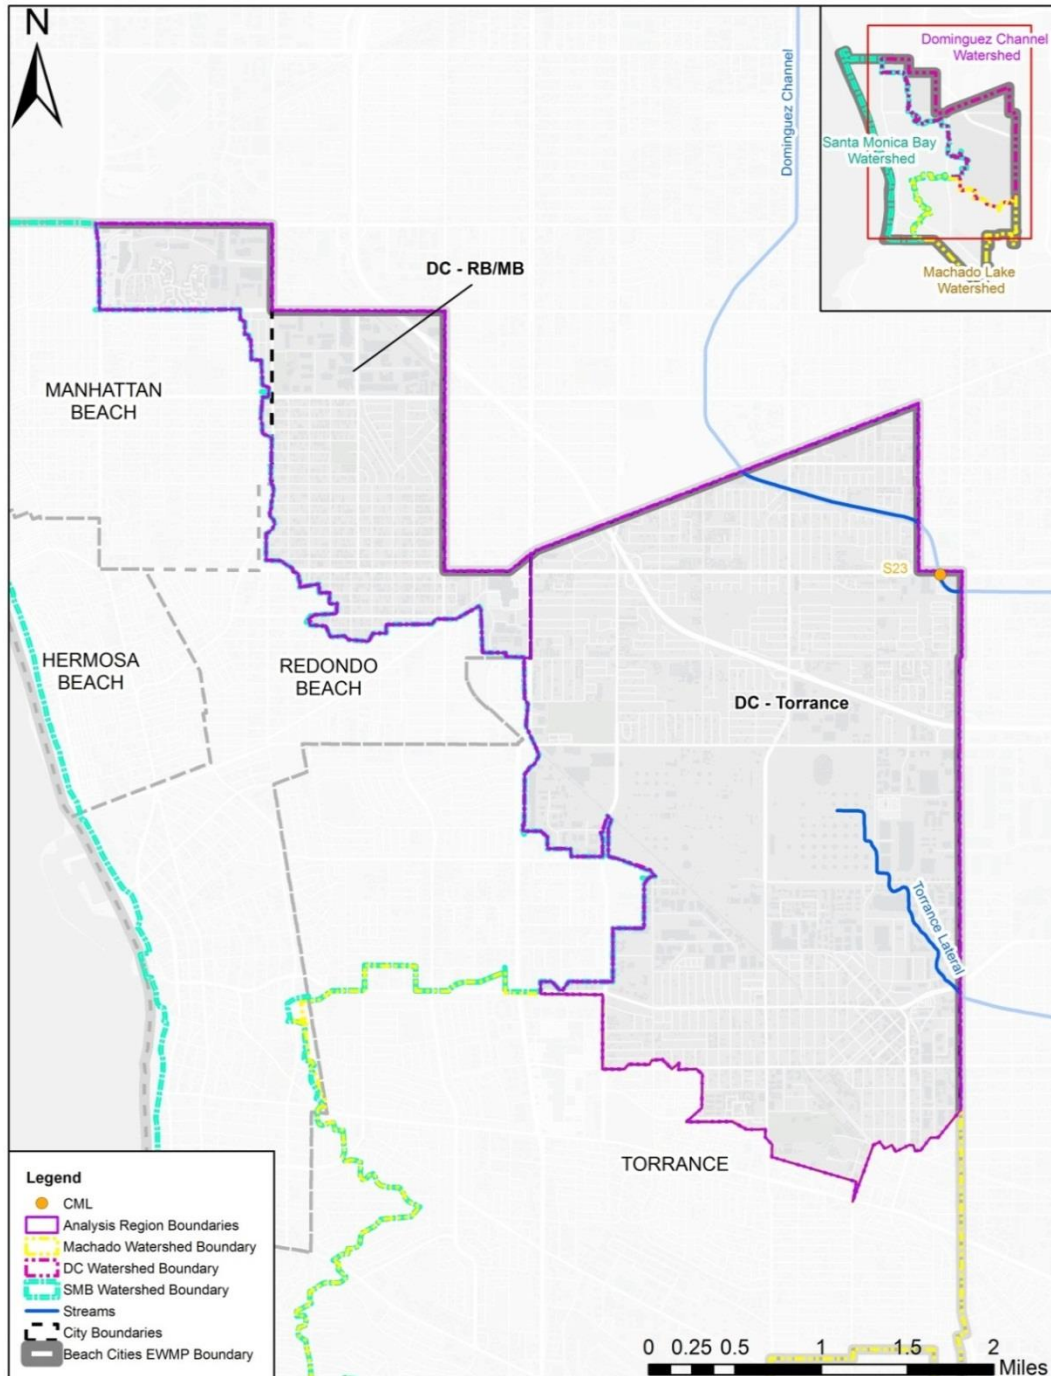 N
Dominguez Channel
Dominguez Channel
Watershed
Santa Monica Bay
Watershed
Machado Lake
Watershed
DC - RB/MB
MANHATTAN
BEACH
S23
HERMOSA
BEACH
REDONDO
BEACH
DC - Torrance
Torrance Lateral
TORRANCE
Legend
CML
Analysis Region Boundaries
Machado Watershed Boundary
DC Watershed Boundary
SMB Watershed Boundary
Streams
City Boundaries
Beach Cities EWMP Boundary
0 0.25 0.5 1 1.5 2
Miles